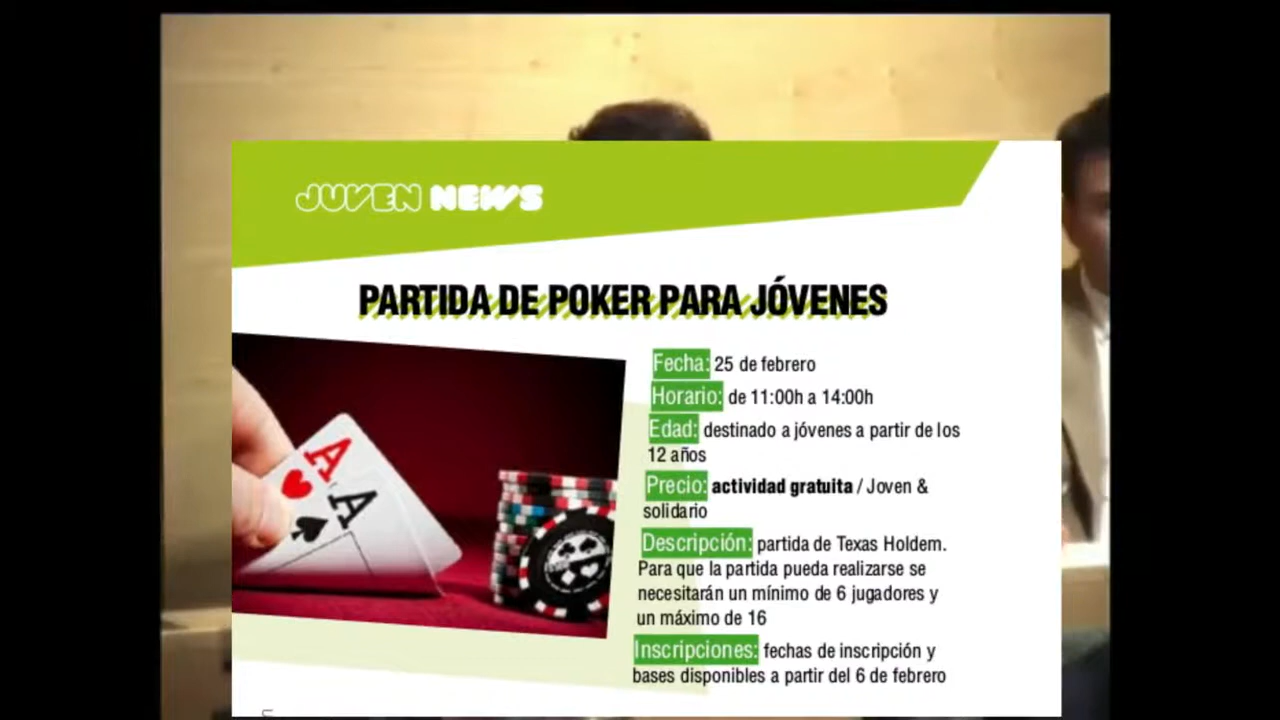 JUVEN NEWS
PARTIDA DE POKER PARA JÓVENES
Fecha: 25 de febrero
Horario: de 11:00h a 14:00h
Edad: destinado a jóvenes a partir de los
12 años
Precio: actividad gratuita / Joven &
solidario
Descripción: partida de Texas Holdem.
Para que la partida pueda realizarse se
necesitarán un mínimo de 6 jugadores y
un máximo de 16
Inscripciones: fechas de inscripción y
bases disponibles a partir del 6 de febrero
A
A